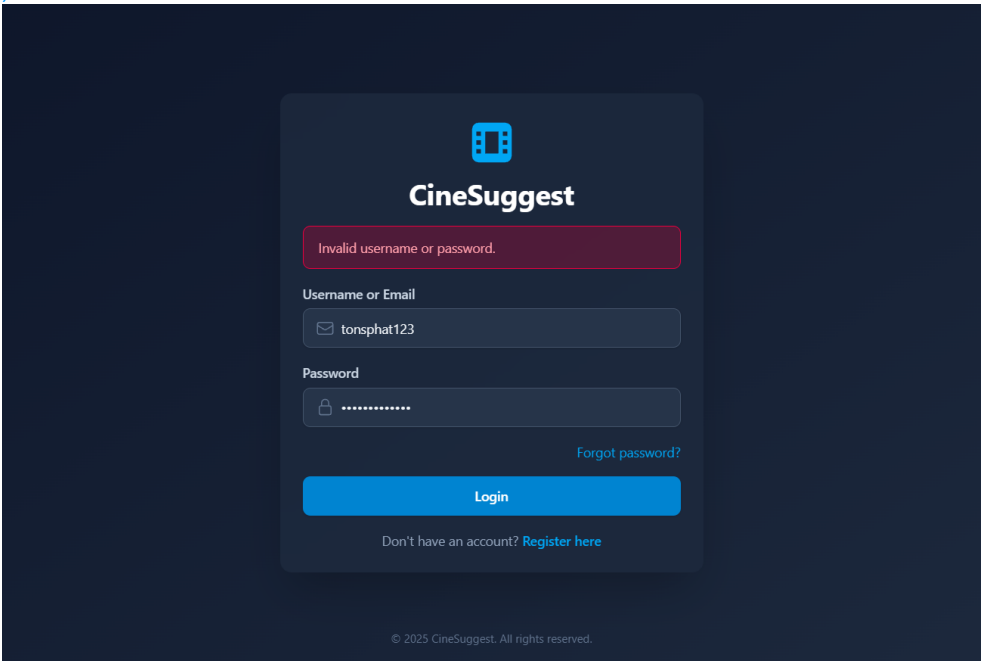 CineSuggest
Invalid username or password.
Username or Email
tonsphat123
Password
•••••••••••••
Forgot password?
Login
Don't have an account? Register here
© 2025 CineSuggest. All rights reserved.